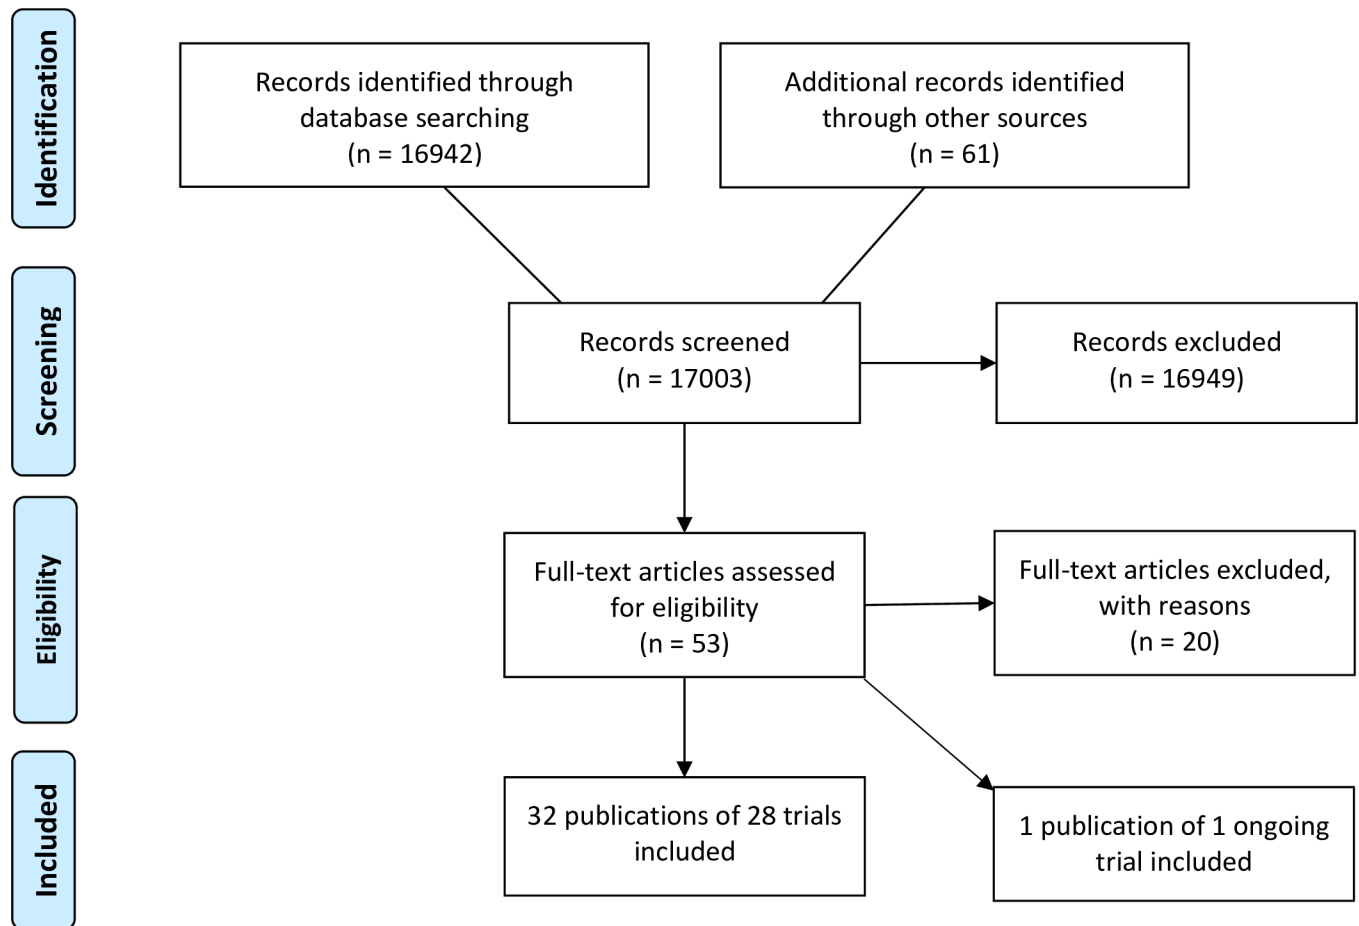 Identification
Records identified through
database searching
(n = 16942)
Additional records identified
through other sources
(n = 61)
Screening
Records screened
(n = 17003)
Records excluded
(n = 16949)
Eligibility
Full-text articles assessed
for eligibility
(n = 53)
Full-text articles excluded,
with reasons
(n = 20)
Included
32 publications of 28 trials
included
1 publication of 1 ongoing
trial included